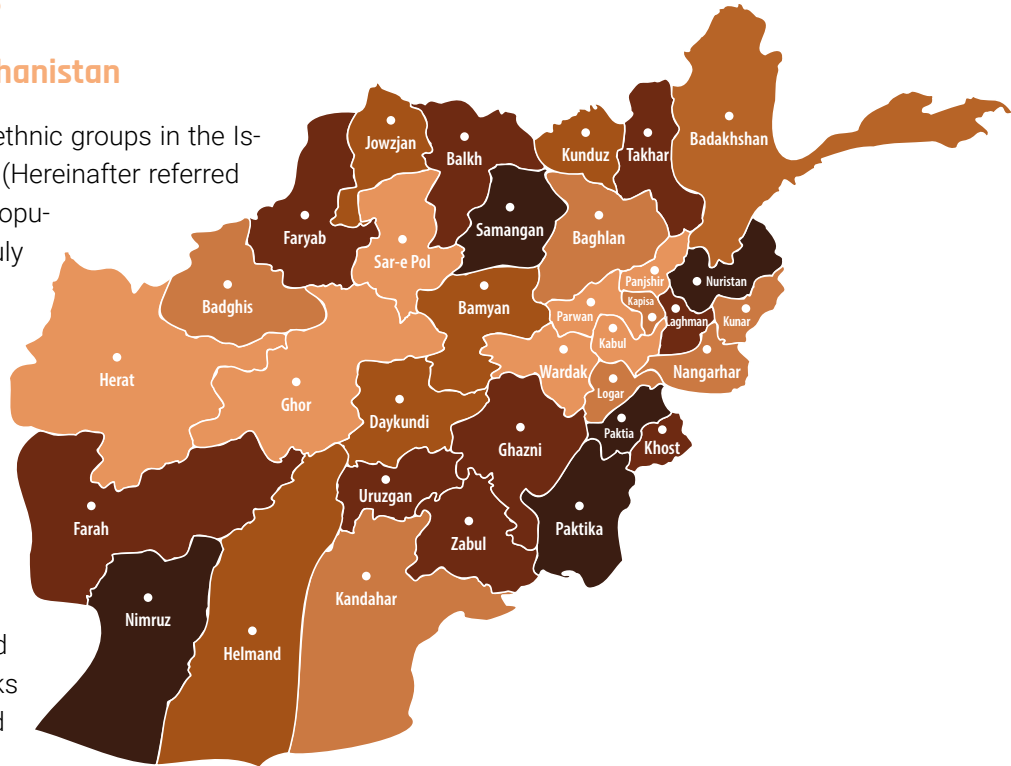 hanistan
ethnic groups in the Is-
(Hereinafter referred
opu-
uly
d
ks
d
Badakhshan
Jowzjan
Balkh
Kunduz
Takhar
Faryab
Sar-e Pol
Samangan
Baghlan
Badghis
Bamyan
Panjshir
Nuristan
Kapisa
Parwan
Laghman
Kunar
Kabul
Herat
Ghor
Wardak
Nangarhar
Logar
Daykundi
Ghazni
Paktia
Khost
Uruzgan
Farah
Zabul
Paktika
Kandahar
Nimruz
Helmand